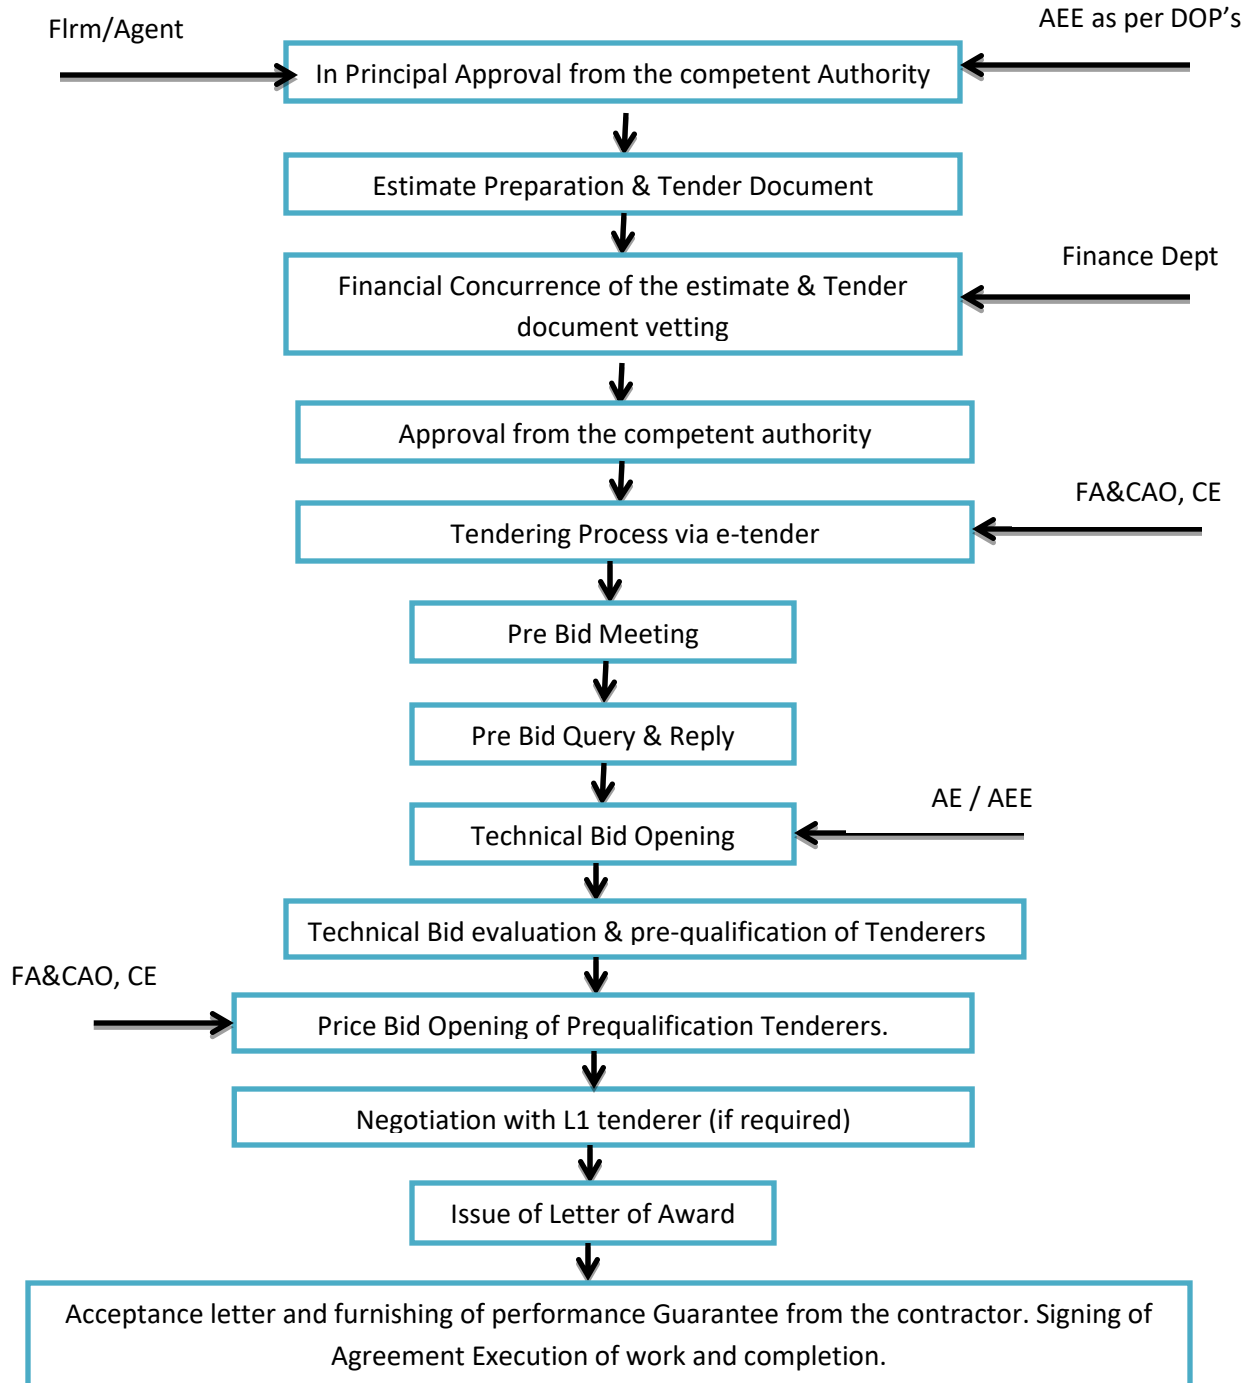 FIrm/Agent
AEE as per DOP’s
In Principal Approval from the competent Authority
Estimate Preparation & Tender Document
Finance Dept
Financial Concurrence of the estimate & Tender
document vetting
Approval from the competent authority
FA&CAO, CE
Tendering Process via e-tender
Pre Bid Meeting
Pre Bid Query & Reply
AE / AEE
Technical Bid Opening
Technical Bid evaluation & pre-qualification of Tenderers
FA&CAO, CE
Price Bid Opening of Prequalification Tenderers.
Negotiation with L1 tenderer (if required)
Issue of Letter of Award
Acceptance letter and furnishing of performance Guarantee from the contractor. Signing of
Agreement Execution of work and completion.